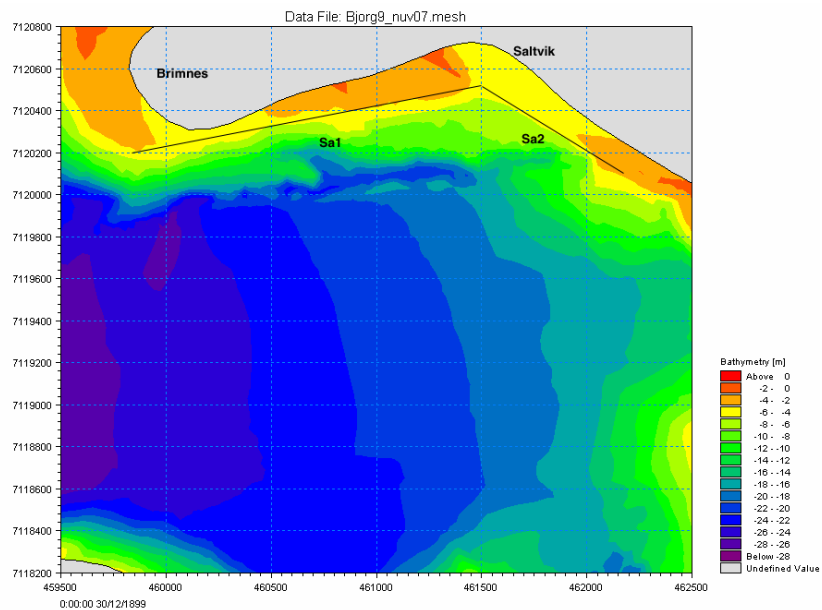 Data File: Bjorg9_nuv07.mesh
7120800
7120600
7120400
7120200
7120000
7119800
7119600
7119400
7119200
7119000
7118800
7118600
7118400
7118200
Brimnes
Saltvik
Sa1
Sa2
459500 460000 460500 461000 461500 462000 462500
0:00:00 30/12/1899
Bathymetry [m]
Above 0
-2 - 0
-4 - -2
-6 - -4
-8 - -6
-10 - -8
-12 - -10
-14 - -12
-16 - -14
-18 - -16
-20 - -18
-22 - -20
-24 - -22
-26 - -24
-28 - -26
Below -28
Undefined Value